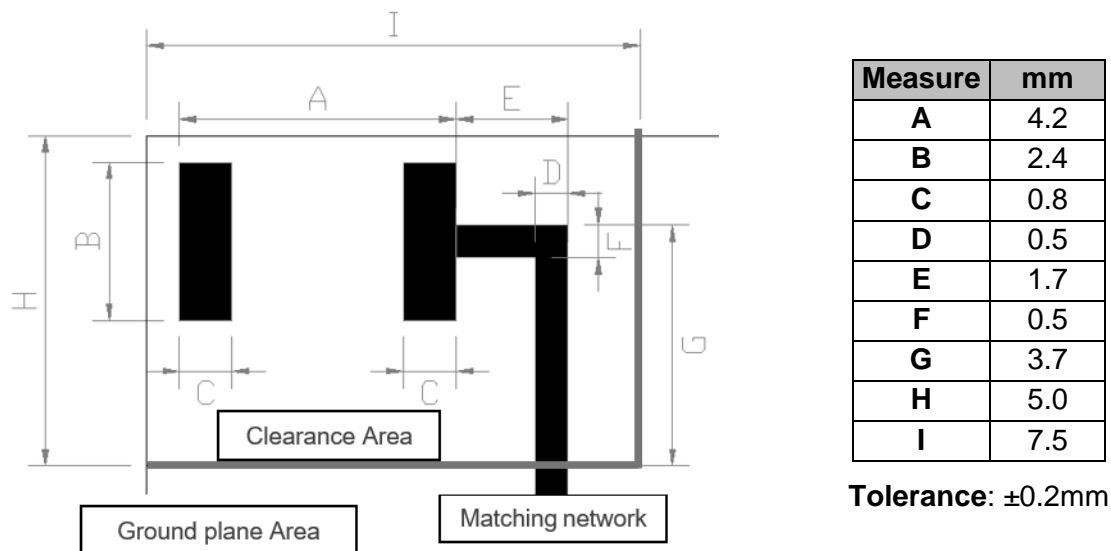 I
A
E
D
B
F
H
G
C
C
Clearance Area
Ground plane Area
Matching network
Measure mm
A 4.2
B 2.4
C 0.8
D 0.5
E 1.7
F 0.5
G 3.7
H 5.0
I 7.5
Tolerance: ±0.2mm